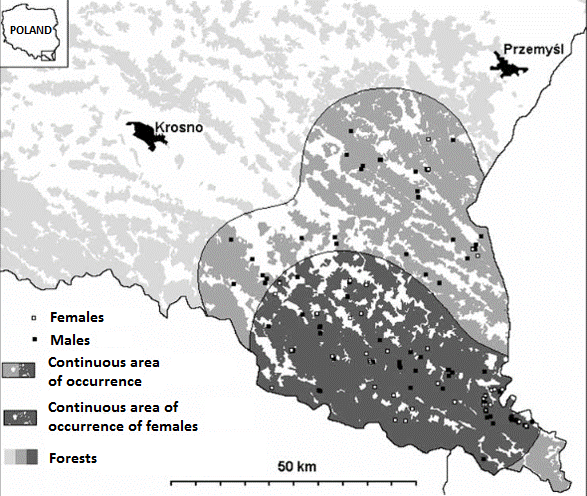 POLAND
Przemyśl
Krosno
Females
Males
Continuous area
of occurrence
Continuous area of
occurrence of females
Forests
50 km